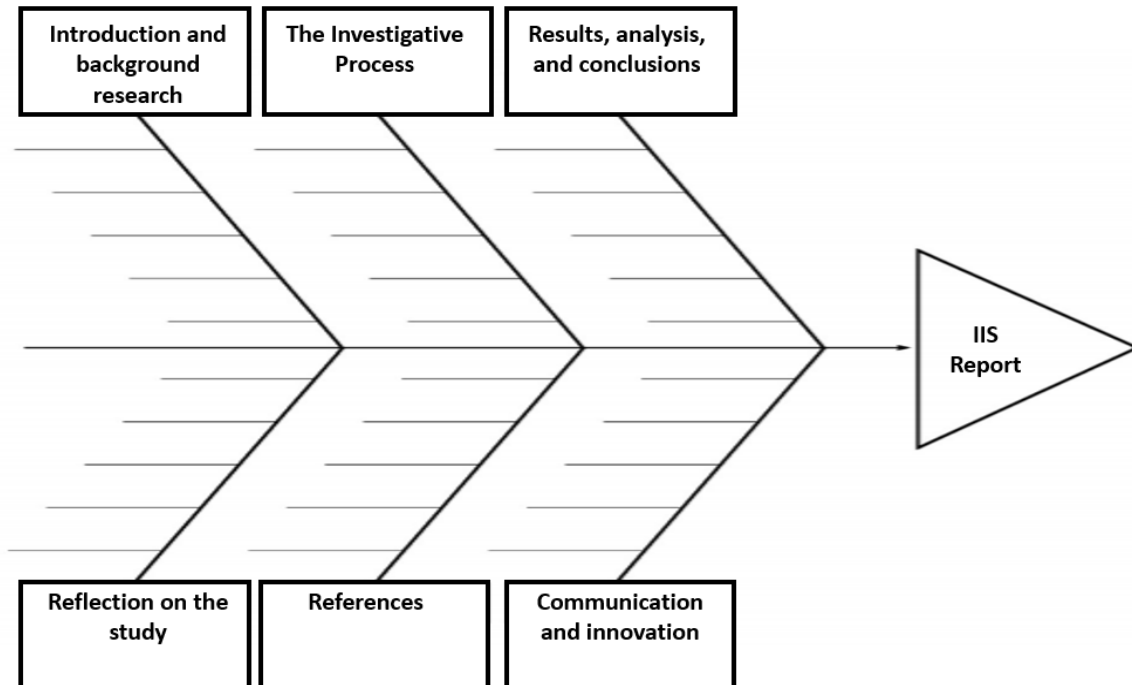 Introduction and
background
research
The Investigative
Process
Results, analysis,
and conclusions
IIS
Report
Reflection on the
study
References
Communication
and innovation